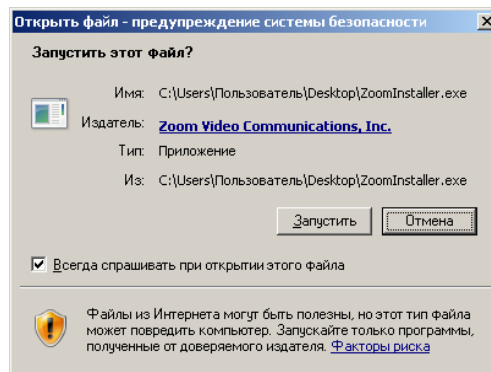 Открыть файл - предупреждение системы безопасности
Запустить этот файл?
Имя: C:\Users\Пользователь\Desktop\ZoomInstaller.exe
Издатель: Zoom Video Communications, Inc.
Тип: Приложение
Из: C:\Users\Пользователь\Desktop\ZoomInstaller.exe
Запустить Отмена
Всегда спрашивать при открытии этого файла
Файлы из Интернета могут быть полезны, но этот тип файла
может повредить компьютер. Запускайте только программы,
полученные от доверяемого издателя. Факторы риска